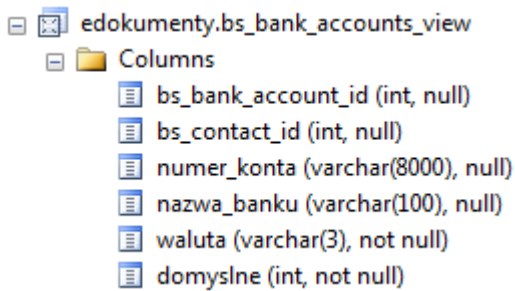 edokumenty.bs_bank_accounts_view
Columns
bs_bank_account_id (int, null)
bs_contact_id (int, null)
numer_konta (varchar(8000), null)
nazwa_banku (varchar(100), null)
waluta (varchar(3), not null)
domyslne (int, not null)